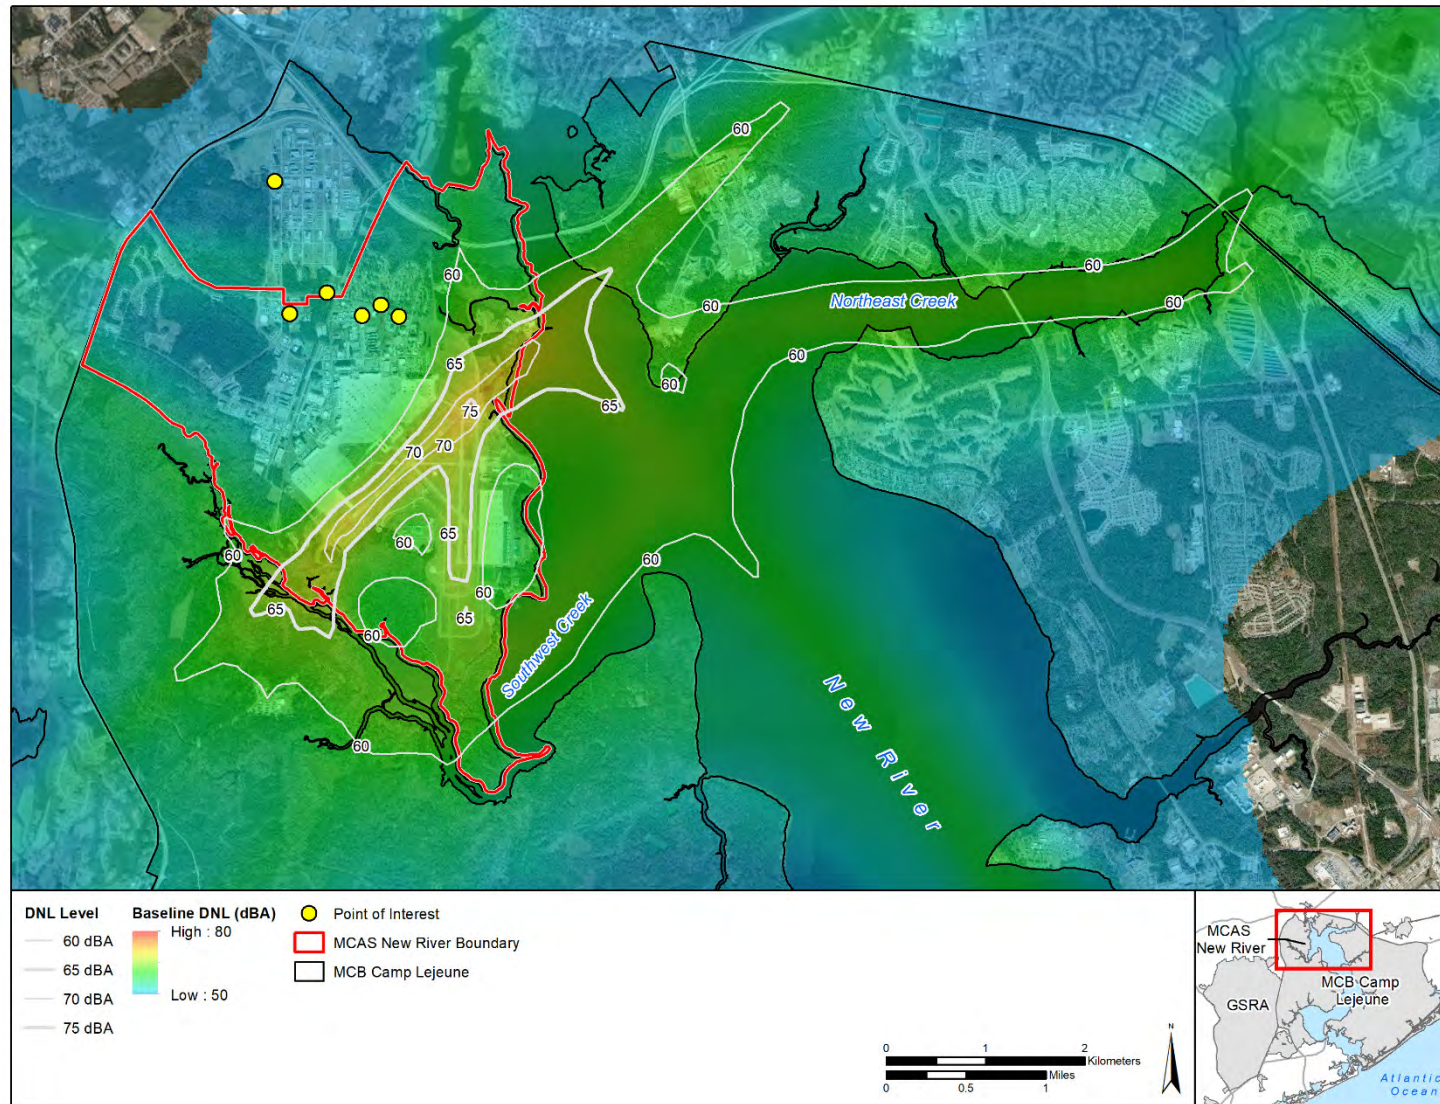 60
60
60
Northeast Creek
60
60
60
60
65
75
65
70
70
65
60
60
60
60
65
65
60
Southwest Creek
60
New River
DNL Level
60 dBA
65 dBA
70 dBA
75 dBA
Baseline DNL (dBA)
High : 80
Low : 50
Point of Interest
MCAS New River Boundary
MCB Camp Lejeune
0 1 2
Kilometers
Miles
0 0.5 1
N
MCAS
New River
MCB Camp
Lejeune
GSRA
Atlantic
Ocean